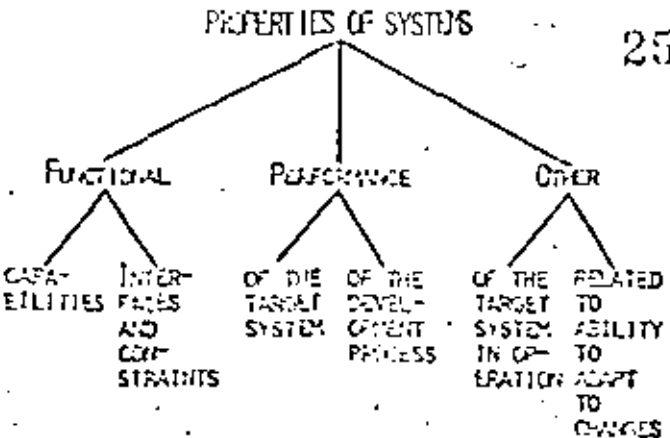 PROPERTIES OF SYSTEMS
25
FUNCTIONAL
PERFORMANCE
OTHER
CAPA-
BILITIES
INTER-
FACES
AND
CON-
STRAINTS
OF THE
TARGET
SYSTEM
OF THE
DEVEL-
OPMENT
PROCESS
OF THE
TARGET
SYSTEM
IN OP-
ERATION
RELATED
TO
ABILITY
TO
ADAPT
TO
CHANGES